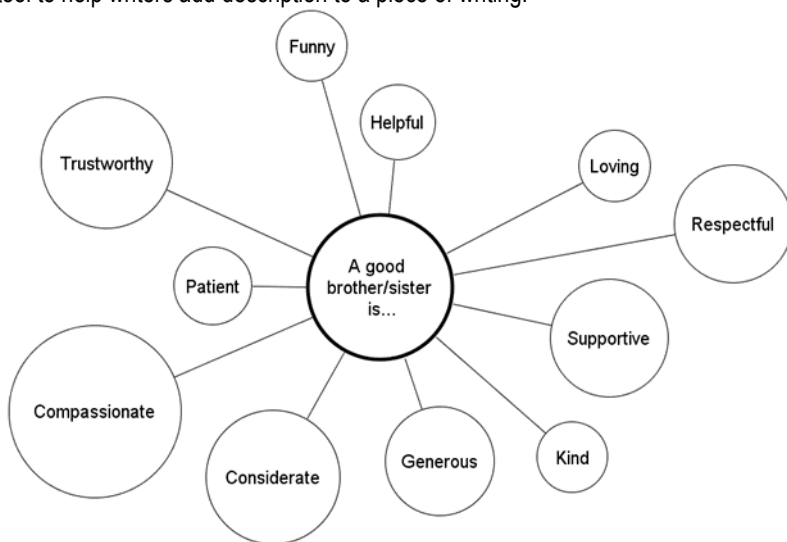 to help writers add description to a piece of writing.
Funny
Helpful
Loving
Trustworthy
Respectful
A good
brother/sister
is...
Patient
Supportive
Compassionate
Considerate
Generous
Kind